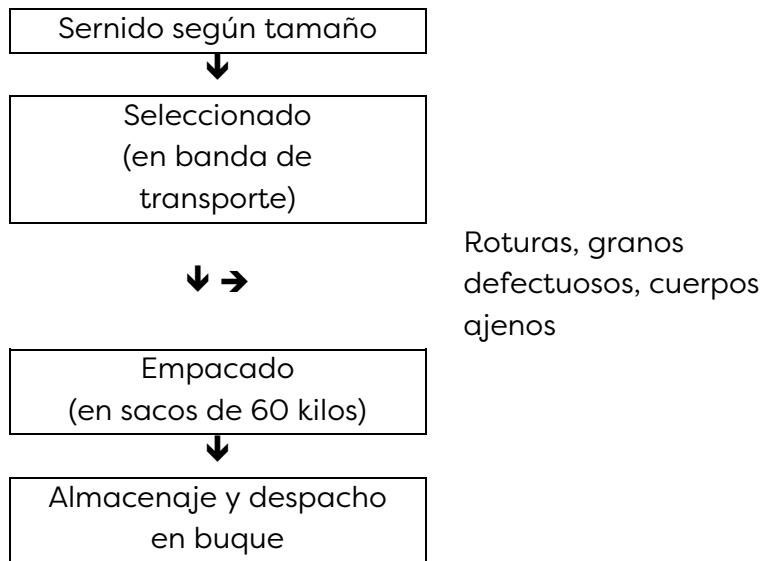 Sernido según tamaño
🡻
Seleccionado
(en banda de
transporte)
🡻 🡺
Roturas, granos
defectuosos, cuerpos
ajenos
Empacado
(en sacos de 60 kilos)
🡻
Almacenaje y despacho
en buque